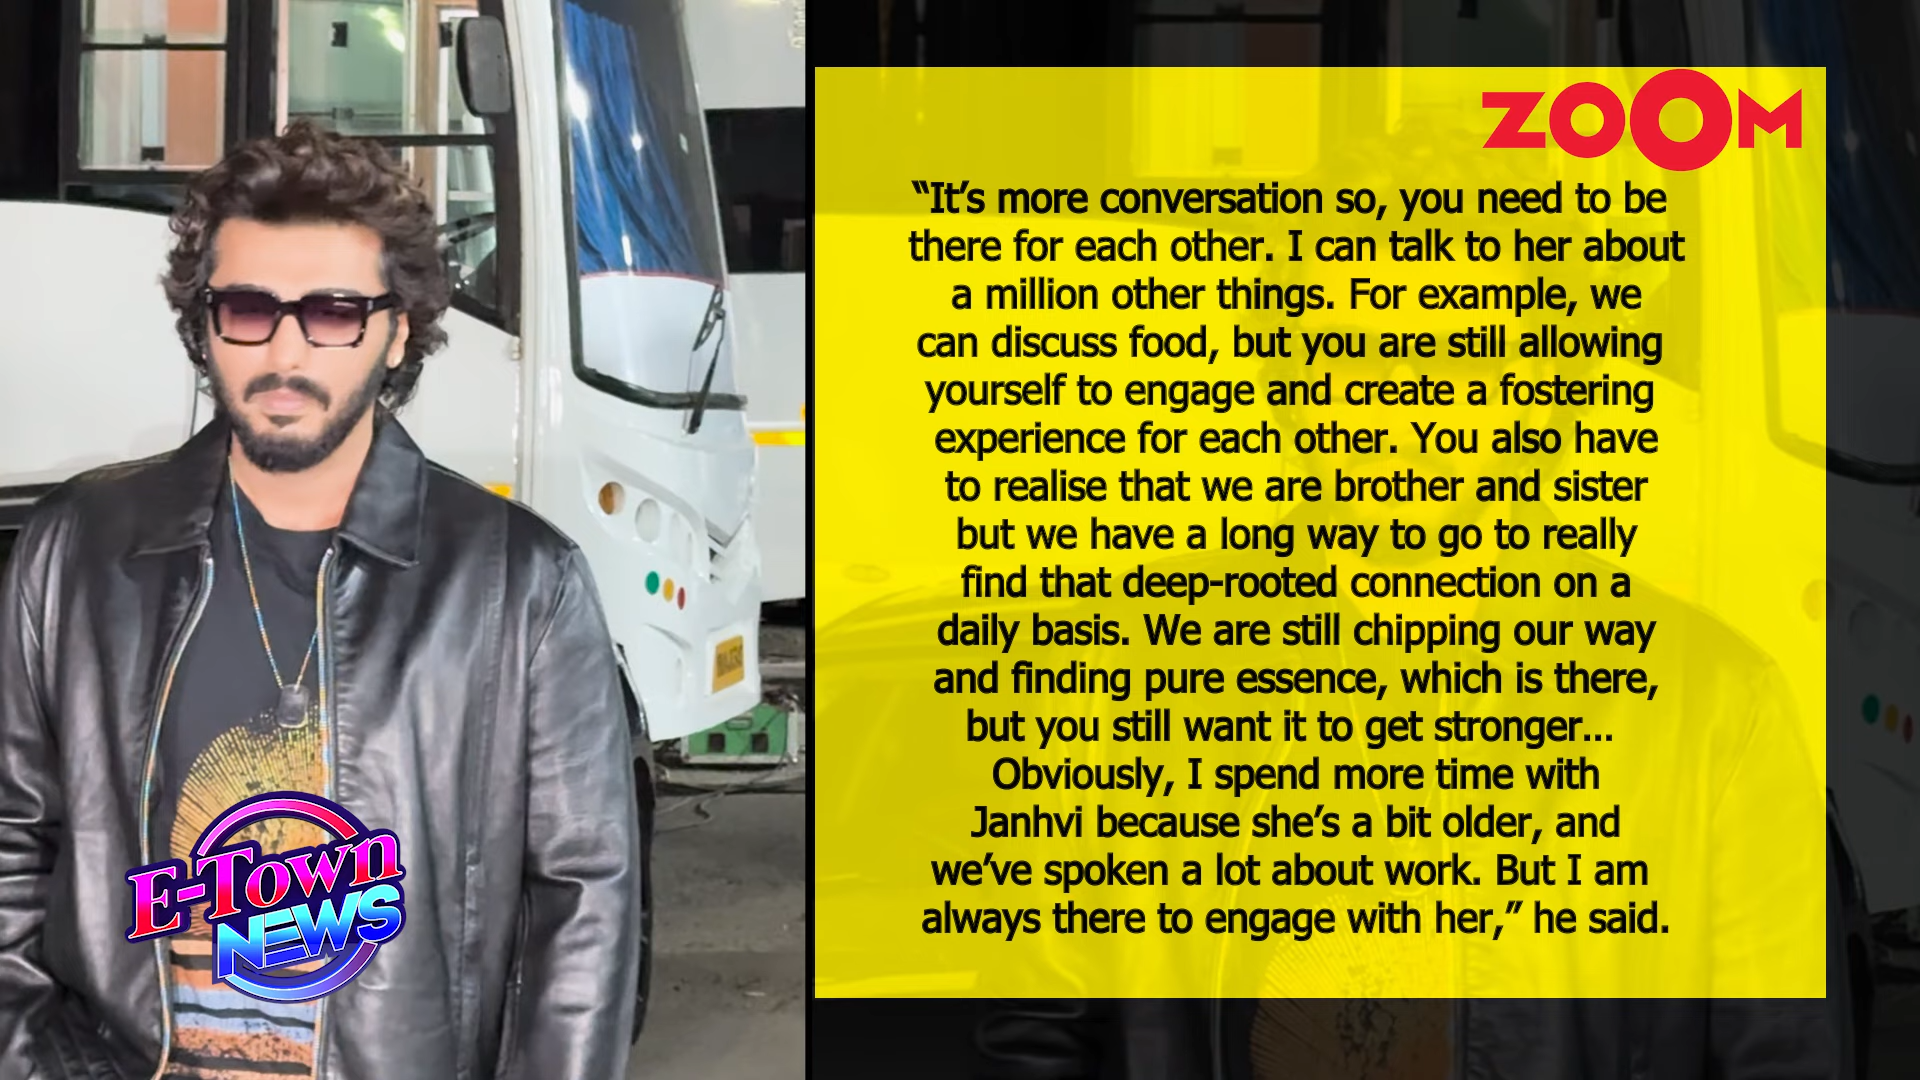 ZOOM
“It’s more conversation so, you need to be
there for each other. I can talk to her about
a million other things. For example, we
can discuss food, but you are still allowing
yourself to engage and create a fostering
experience for each other. You also have
to realise that we are brother and sister
but we have a long way to go to really
find that deep-rooted connection on a
daily basis. We are still chipping our way
and finding pure essence, which is there,
but you still want it to get stronger...
Obviously, I spend more time with
Janhvi because she’s a bit older, and
we’ve spoken a lot about work. But I am
always there to engage with her,” he said.
E-Town
NEWS